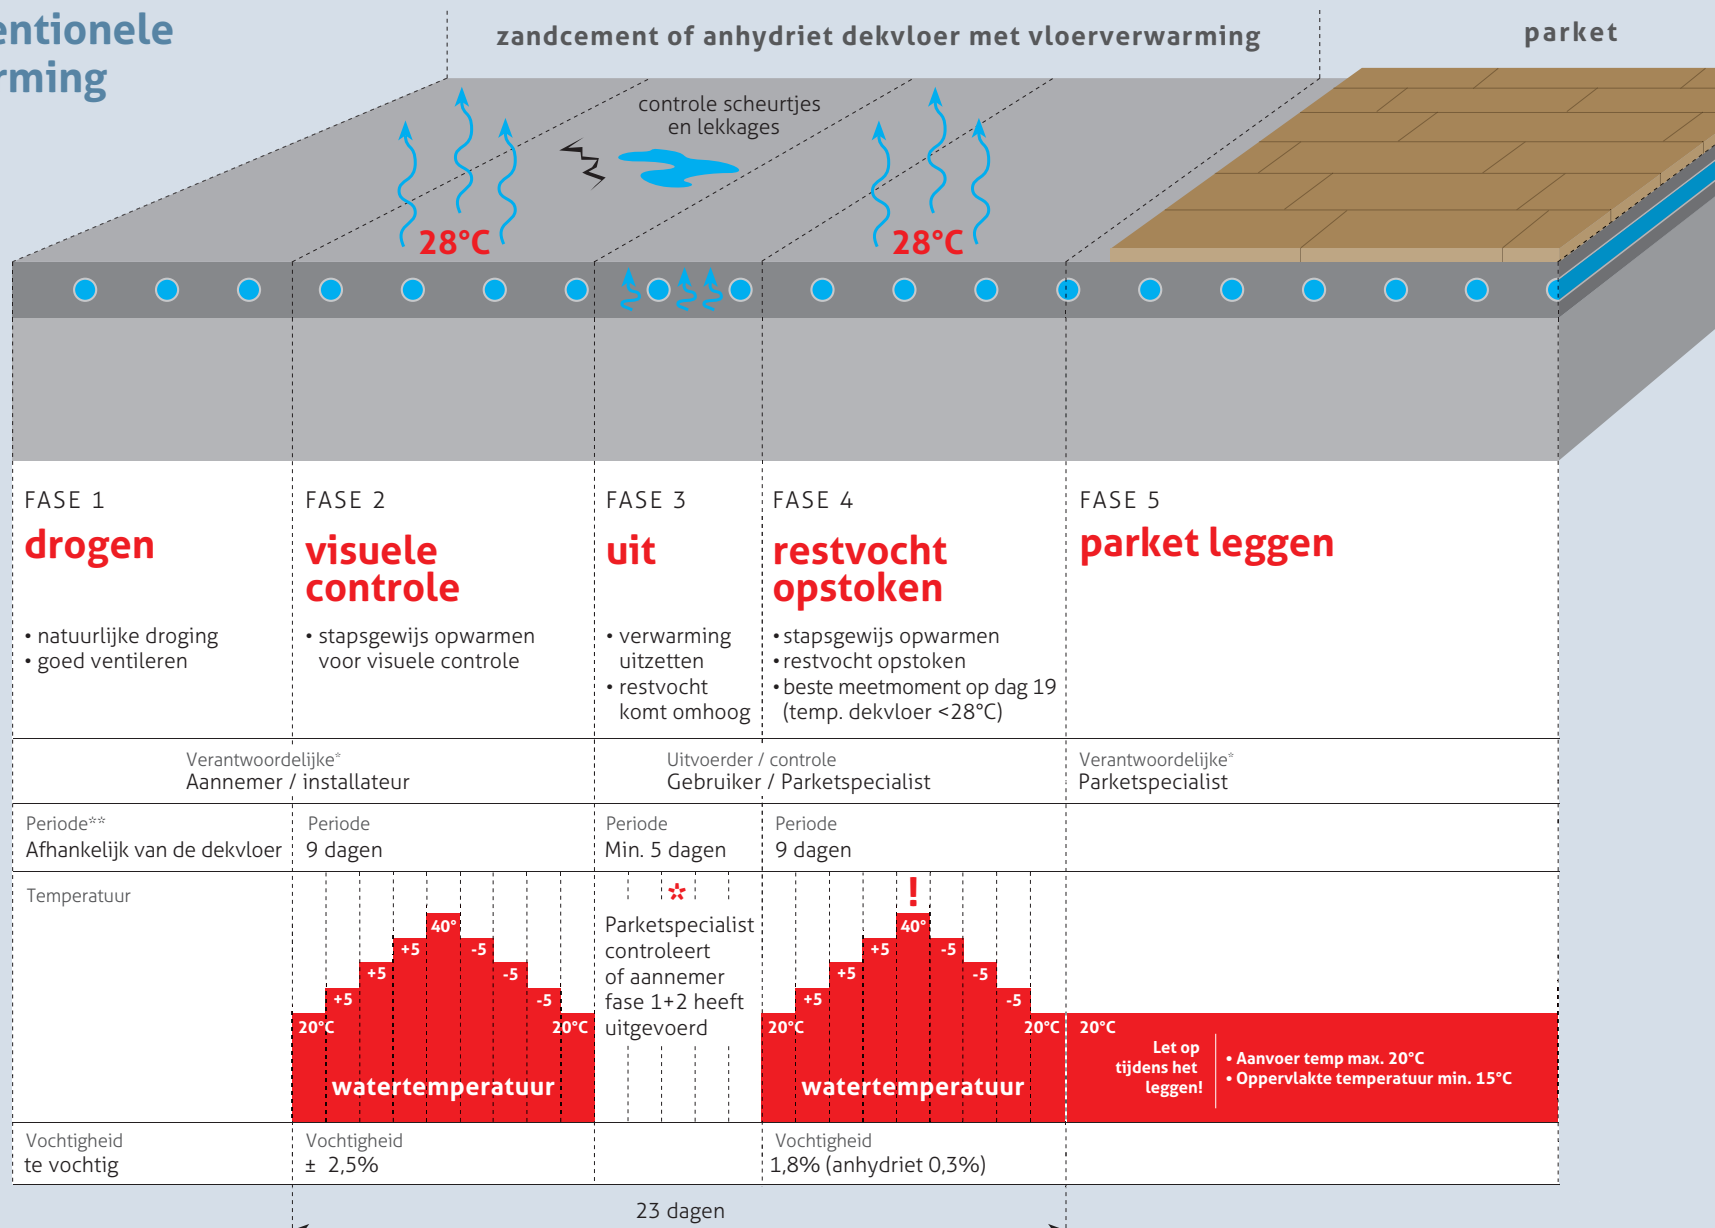 entionele
rming
zandcement of anhydriet dekvloer met vloerverwarming
parket
controle scheurtjes
en lekkages
28°C
28°C
FASE 1
drogen
• natuurlijke droging
• goed ventileren
FASE 2
visuele
controle
• stapsgewijs opwarmen
voor visuele controle
FASE 3
uit
• verwarming
uitzetten
• restvocht
komt omhoog
FASE 4
restvocht
opstoken
• stapsgewijs opwarmen
• restvocht opstoken
• beste meetmoment op dag 19
(temp. dekvloer <28°C)
FASE 5
parket leggen
Verantwoordelijke*
Aannemer / installateur
Uitvoerder / controle
Gebruiker / Parketspecialist
Verantwoordelijke*
Parketspecialist
Periode**
Afhankelijk van de dekvloer
Periode
9 dagen
Periode
Min. 5 dagen
Periode
9 dagen
Temperatuur
20°C
+5
+5
+5
40°
-5
-5
-5
20°C
watertemperatuur
*
Parketspecialist
controleert
of aannemer
fase 1+2 heeft
uitgevoerd
!
20°C
+5
+5
+5
40°
-5
-5
-5
20°C
watertemperatuur
20°C
Let op
tijdens het
leggen!
• Aanvoer temp max. 20°C
• Oppervlakte temperatuur min. 15°C
Vochtigheid
te vochtig
Vochtigheid
± 2,5%
Vochtigheid
1,8% (anhydriet 0,3%)
23 dagen